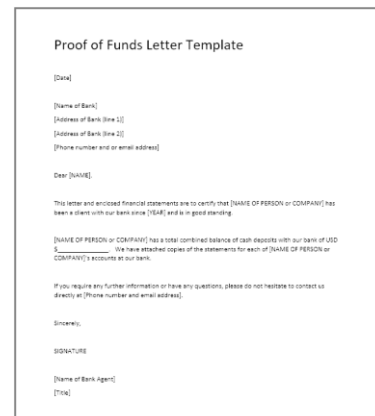 Proof of Funds Letter Template
[Date]
[Name of Bank]
[Address of Bank (line 1)]
[Address of Bank (line 2)]
[Phone number and or email address]
Dear [NAME],
This letter and enclosed financial statements are to certify that [NAME OF PERSON or COMPANY] has
been a client with our bank since [YEAR] and is in good standing.
[NAME OF PERSON or COMPANY] has a total combined balance of cash deposits with our bank of USD
$______________. We have attached copies of the statements for each of [NAME OF PERSON or
COMPANY]'s accounts at our bank.
If you require any further information or have any questions, please do not hesitate to contact us
directly at [Phone number and email address].
Sincerely,
SIGNATURE
[Name of Bank Agent]
[Title]